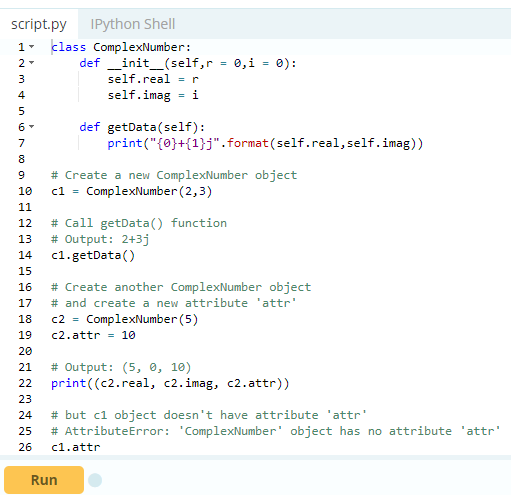 script.py IPython Shell
1 class ComplexNumber:
2 def __init__(self,r = 0,i = 0):
3 self.real = r
4 self.imag = i
5
6 def getData(self):
7 print("{0}+{1}j".format(self.real,self.imag))
8
9 # Create a new ComplexNumber object
10 c1 = ComplexNumber(2,3)
11
12 # Call getData() function
13 # Output: 2+3j
14 c1.getData()
15
16 # Create another ComplexNumber object
17 # and create a new attribute 'attr'
18 c2 = ComplexNumber(5)
19 c2.attr = 10
20
21 # Output: (5, 0, 10)
22 print((c2.real, c2.imag, c2.attr))
23
24 # but c1 object doesn't have attribute 'attr'
25 # AttributeError: 'ComplexNumber' object has no attribute 'attr'
26 c1.attr
Run